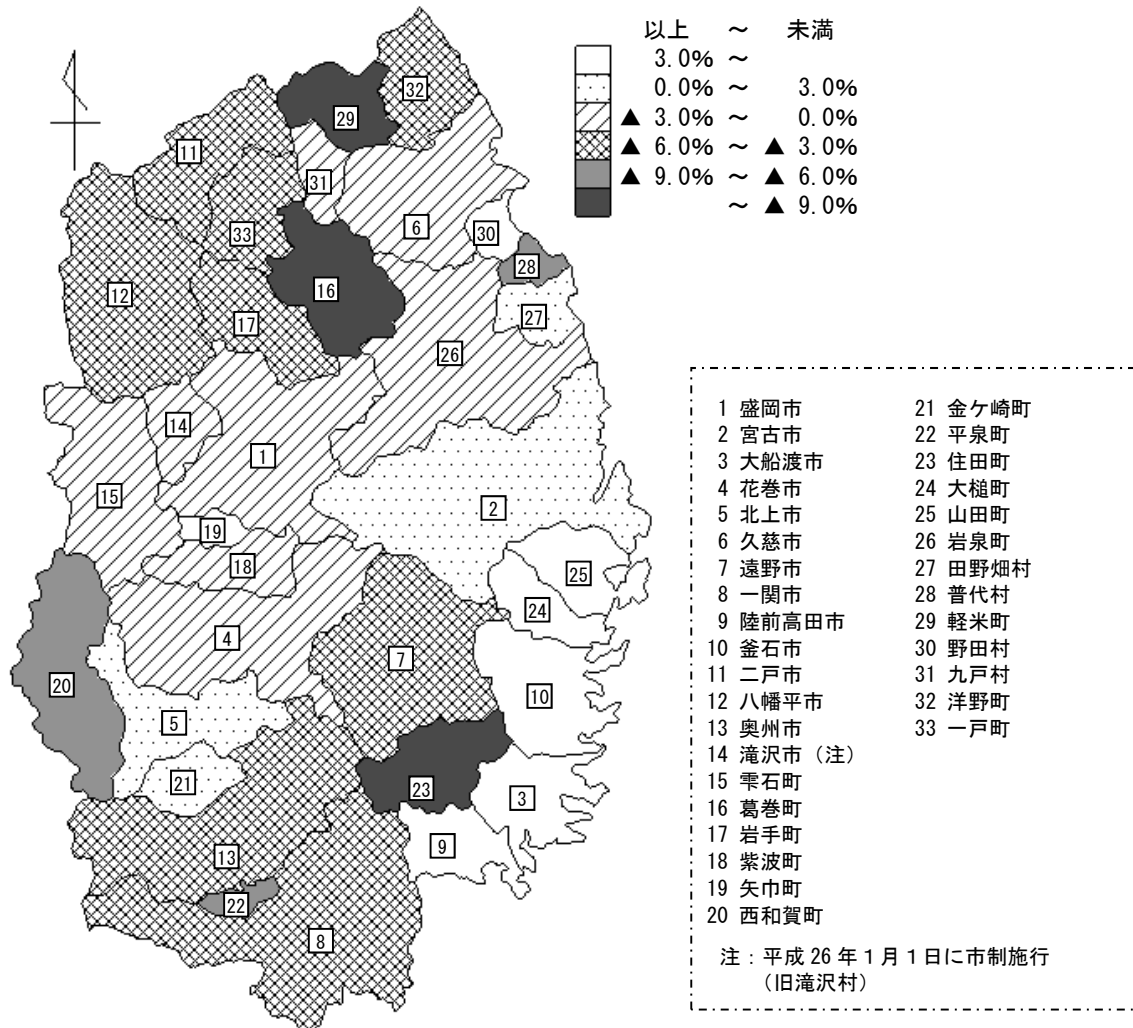 以上 ～ 未満
3.0% ～
0.0% ～ 3.0%
▲ 3.0% ～ 0.0%
▲ 6.0% ～ ▲ 3.0%
▲ 9.0% ～ ▲ 6.0%
～ ▲ 9.0%
32
29
11
31
33
6
30
28
16
12
27
17
26
14
1
15
2
19
18
25
24
4
7
20
10
5
21
23
3
9
13
22
8
1 盛岡市
2 宮古市
3 大船渡市
4 花巻市
5 北上市
6 久慈市
7 遠野市
8 一関市
9 陸前高田市
10 釜石市
11 二戸市
12 八幡平市
13 奥州市
14 滝沢市（注）
15 雫石町
16 葛巻町
17 岩手町
18 紫波町
19 矢巾町
20 西和賀町
21 金ケ崎町
22 平泉町
23 住田町
24 大槌町
25 山田町
26 岩泉町
27 田野畑村
28 普代村
29 軽米町
30 野田村
31 九戸村
32 洋野町
33 一戸町
注：平成26年１月１日に市制施行
（旧滝沢村）